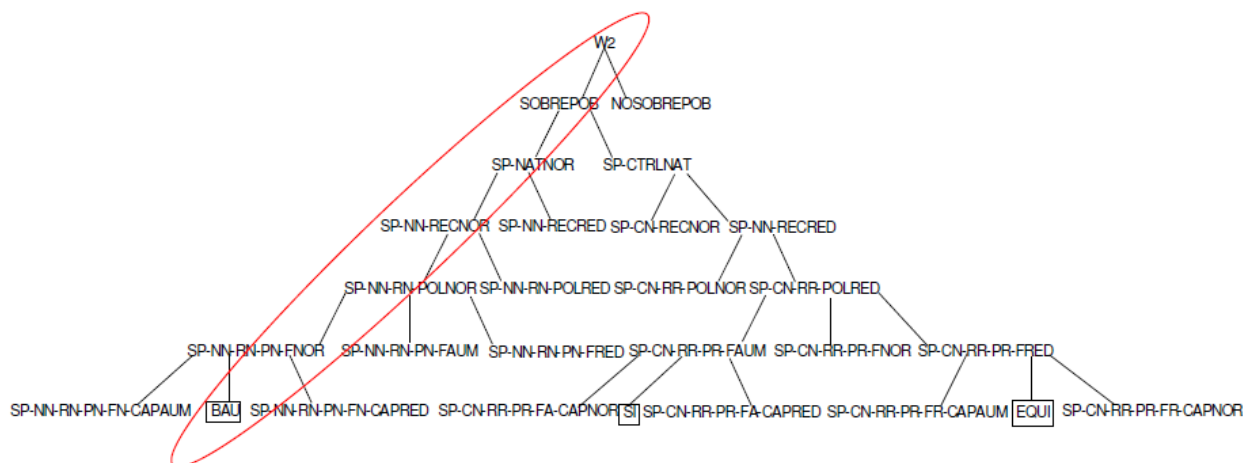 W2
SOBREPOB NOSOBREPOB
SP-NATNOR SP-CTRLNAT
SP-NN-RECNOR SP-NN-RECRED SP-CN-RECNOR SP-NN-RECRED
SP-NN-RN-POLNOR SP-NN-RN-POLRED SP-CN-RR-POLNOR SP-CN-RR-POLRED
SP-NN-RN-PN-FNOR SP-NN-RN-PN-FAUM SP-NN-RN-PN-FRED SP-CN-RR-PR-FAUM SP-CN-RR-PR-FNOR SP-CN-RR-PR-FRED
SP-NN-RN-PN-FN-CAPAUM BAU SP-NN-RN-PN-FN-CAPRED SP-CN-RR-PR-FA-CAPNOR SI SP-CN-RR-PR-FA-CAPRED SP-CN-RR-PR-FR-CAPAUM EQUI SP-CN-RR-PR-FR-CAPNOR